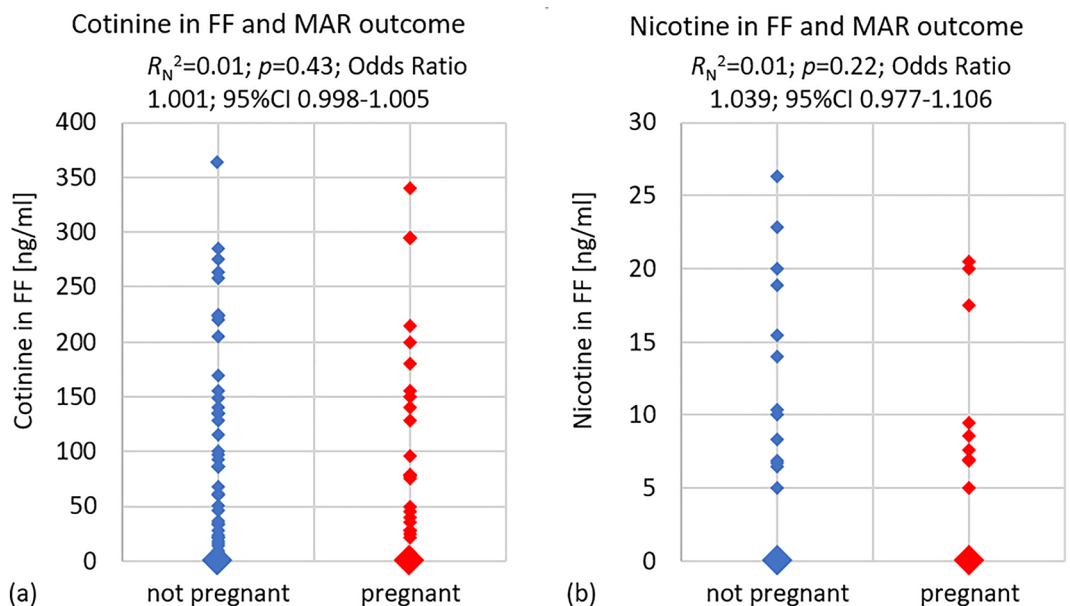 Cotinine in FF and MAR outcome
R_N²=0.01; p=0.43; Odds Ratio
1.001; 95%CI 0.998-1.005
Cotinine in FF [ng/ml]
400
350
300
250
200
150
100
50
0
(a)
not pregnant
pregnant
Nicotine in FF and MAR outcome
R_N²=0.01; p=0.22; Odds Ratio
1.039; 95%CI 0.977-1.106
Nicotine in FF [ng/ml]
30
25
20
15
10
5
0
(b)
not pregnant
pregnant